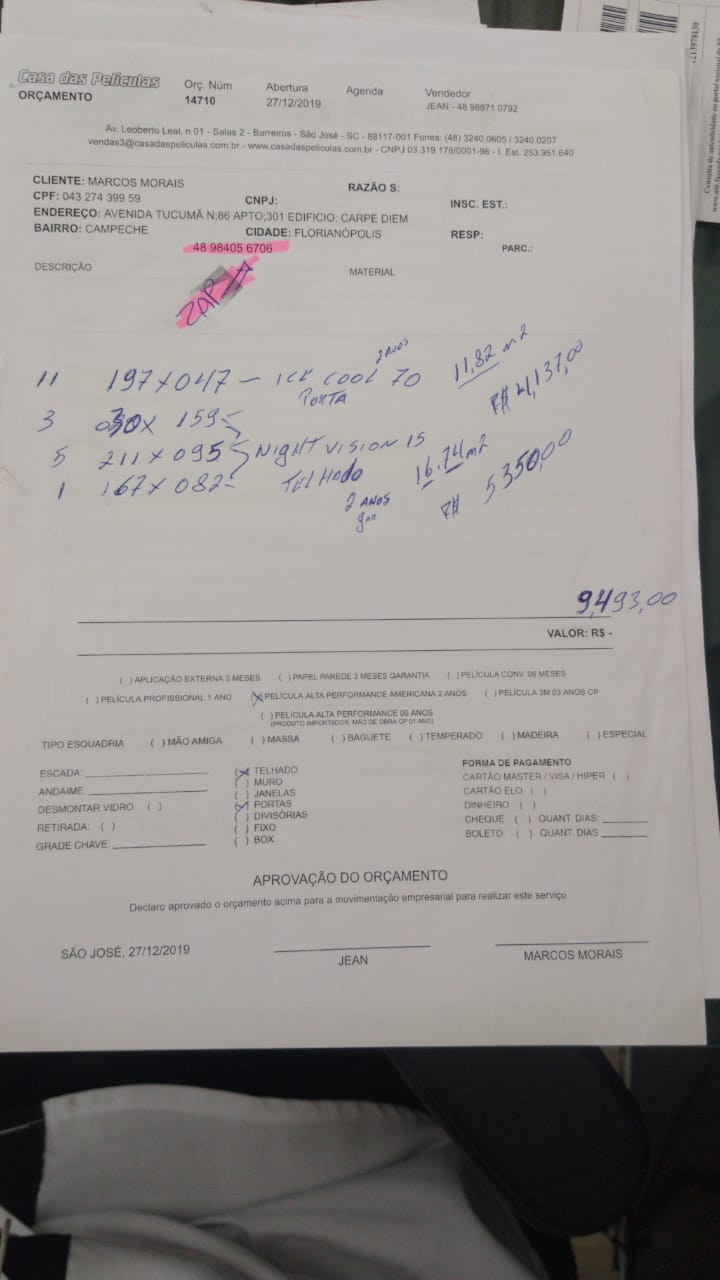 Casa das Películas
ORÇAMENTO
Orç. Núm
14710
Abertura
27/12/2019
Agenda
Vendedor
JEAN - 48 98871 0792
Av. Leoberto Leal, n 01 - Salas 2 - Barreiros - São José - SC - 88117-001 Fones: (48) 3240.0605 / 3240.0207
vendas3@casadaspeliculas.com.br - www.casadaspeliculas.com.br - CNPJ 03.319.178/0001-98 - I. Est. 253.951.640
CLIENTE: MARCOS MORAIS RAZÃO S:
CPF: 043 274 399 59 CNPJ: INSC. EST.:
ENDEREÇO: AVENIDA TUCUMÃ N;86 APTO;301 EDIFICIO: CARPE DIEM
BAIRRO: CAMPECHE CIDADE: FLORIANÓPOLIS RESP:
48 98405 6706 PARC.:
DESCRIÇÃO MATERIAL
ZAP
2 ANOS
11 197x047 - ICE COOL 70 11,82 m2
PORTA R$ 4,137,00
3 x 159
5 211 x 095 NIGHT VISION 15 16.74 m2
1 167 x 082 TELHADO R$ 5350,00
2 ANOS
gar
9,493,00
VALOR: R$ -
( ) APLICAÇÃO EXTERNA 3 MESES ( ) PAPEL PAREDE 3 MESES GARANTIA ( ) PELÍCULA CONV. 06 MESES
( ) PELÍCULA PROFISSIONAL 1 ANO (X) PELÍCULA ALTA PERFORMANCE AMERICANA 2 ANOS ( ) PELÍCULA 3M 03 ANOS CP
( ) PELÍCULA ALTA PERFORMANCE 05 ANOS
(PRODUTO IMPORTADOR, MÃO DE OBRA CP 01 ANO)
TIPO ESQUADRIA ( ) MÃO AMIGA ( ) MASSA ( ) BAGUETE ( ) TEMPERADO ( ) MADEIRA ( ) ESPECIAL
ESCADA:
ANDAIME:
DESMONTAR VIDRO: ( )
RETIRADA: ( )
GRADE CHAVE:
(X) TELHADO
( ) MURO
( ) JANELAS
(X) PORTAS
( ) DIVISÓRIAS
( ) FIXO
( ) BOX
FORMA DE PAGAMENTO
CARTÃO MASTER / VISA / HIPER ( )
CARTÃO ELO ( )
DINHEIRO ( )
CHEQUE ( ) QUANT. DIAS:
BOLETO ( ) QUANT. DIAS
APROVAÇÃO DO ORÇAMENTO
Declaro aprovado o orçamento acima para a movimentação empresarial para realizar este serviço
SÃO JOSÉ, 27/12/2019
JEAN
MARCOS MORAIS